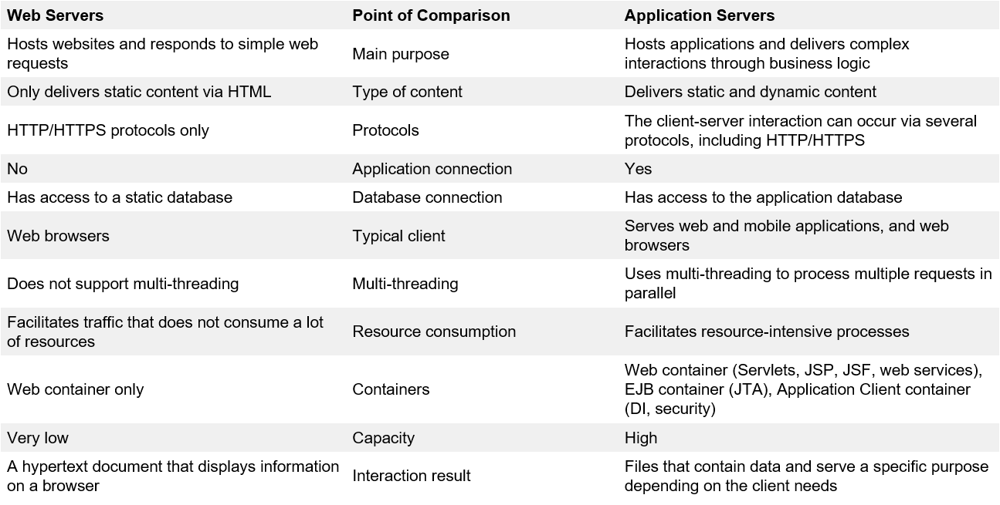 Web Servers Point of Comparison Application Servers
Hosts websites and responds to simple web
requests
Main purpose
Hosts applications and delivers complex
interactions through business logic
Only delivers static content via HTML Type of content Delivers static and dynamic content
HTTP/HTTPS protocols only
Protocols
The client-server interaction can occur via several
protocols, including HTTP/HTTPS
No Application connection Yes
Has access to a static database Database connection Has access to the application database
Web browsers
Typical client
Serves web and mobile applications, and web
browsers
Does not support multi-threading
Multi-threading
Uses multi-threading to process multiple requests in
parallel
Facilitates traffic that does not consume a lot
of resources
Resource consumption
Facilitates resource-intensive processes
Web container only
Containers
Web container (Servlets, JSP, JSF, web services),
EJB container (JTA), Application Client container
(DI, security)
Very low Capacity High
A hypertext document that displays information
on a browser
Interaction result
Files that contain data and serve a specific purpose
depending on the client needs